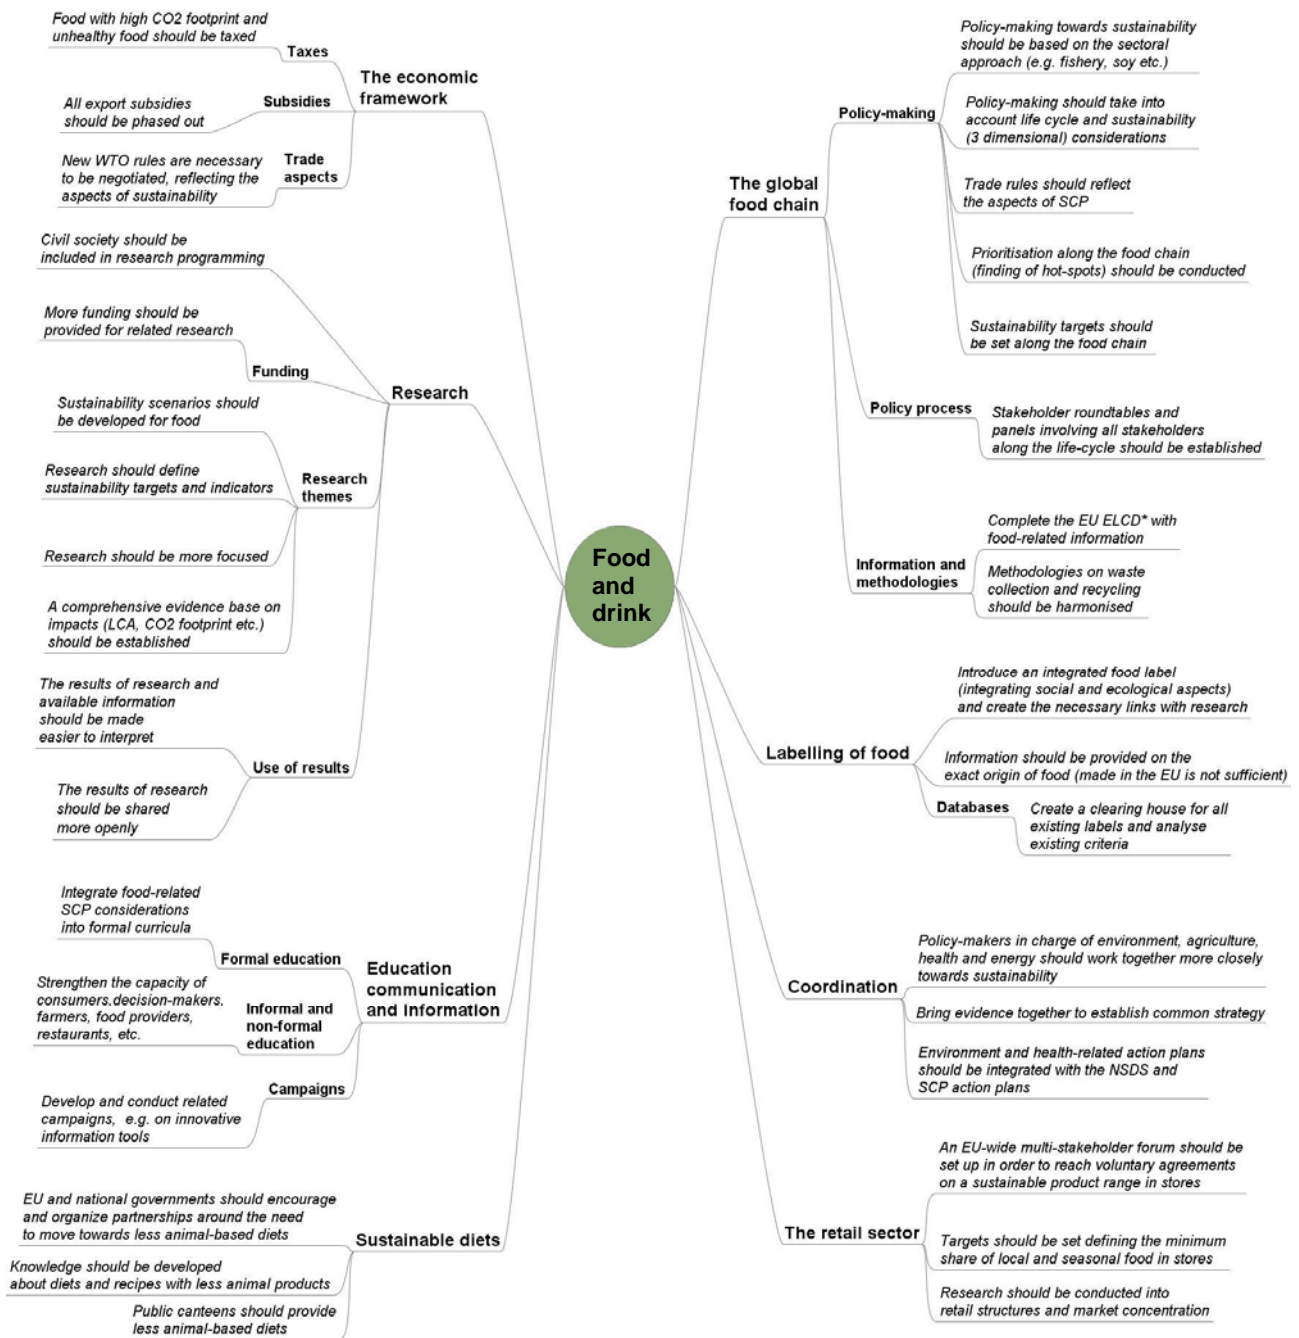 Food with high CO2 footprint and
unhealthy food should be taxed
Taxes
The economic
framework
All export subsidies
should be phased out
Subsidies
New WTO rules are necessary
to be negotiated, reflecting the
aspects of sustainability
Trade
aspects
Civil society should be
included in research programming
More funding should be
provided for related research
Funding
Research
Sustainability scenarios should
be developed for food
Research should define
sustainability targets and indicators
Research
themes
Research should be more focused
A comprehensive evidence base on
impacts (LCA, CO2 footprint etc.)
should be established
The results of research and
available information
should be made
easier to interpret
Use of results
The results of research
should be shared
more openly
Integrate food-related
SCP considerations
into formal curricula
Formal education
Education
communication
and information
Strengthen the capacity of
consumers,decision-makers,
farmers, food providers,
restaurants, etc.
Informal and
non-formal
education
Campaigns
Develop and conduct related
campaigns, e.g. on innovative
information tools
EU and national governments should encourage
and organize partnerships around the need
to move towards less animal-based diets
Sustainable diets
Knowledge should be developed
about diets and recipes with less animal products
Public canteens should provide
less animal-based diets
Food
and
drink
Policy-making towards sustainability
should be based on the sectoral
approach (e.g. fishery, soy etc.)
Policy-making
Policy-making should take into
account life cycle and sustainability
(3 dimensional) considerations
The global
food chain
Trade rules should reflect
the aspects of SCP
Prioritisation along the food chain
(finding of hot-spots) should be conducted
Sustainability targets should
be set along the food chain
Policy process
Stakeholder roundtables and
panels involving all stakeholders
along the life-cycle should be established
Complete the EU ELCD* with
food-related information
Information and
methodologies
Methodologies on waste
collection and recycling
should be harmonised
Introduce an integrated food label
(integrating social and ecological aspects)
and create the necessary links with research
Labelling of food
Information should be provided on the
exact origin of food (made in the EU is not sufficient)
Databases
Create a clearing house for all
existing labels and analyse
existing criteria
Policy-makers in charge of environment, agriculture,
health and energy should work together more closely
towards sustainability
Coordination
Bring evidence together to establish common strategy
Environment and health-related action plans
should be integrated with the NSDS and
SCP action plans
An EU-wide multi-stakeholder forum should be
set up in order to reach voluntary agreements
on a sustainable product range in stores
The retail sector
Targets should be set defining the minimum
share of local and seasonal food in stores
Research should be conducted into
retail structures and market concentration